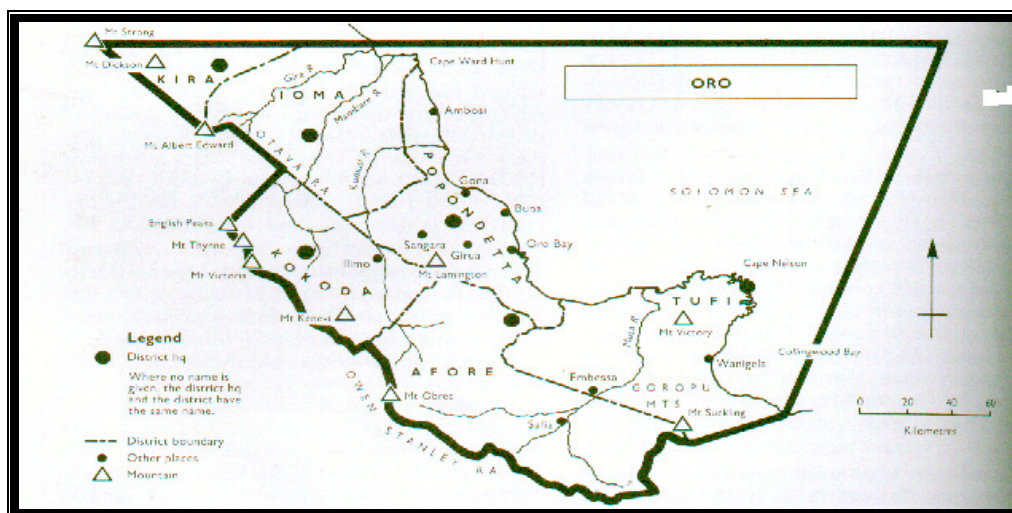 Mt Strong
Mt Dickson
KIRA
Gira R
IOMA
Mambare R
Cape Ward Hunt
ORO
Ambosi
Mt Albert Edward
OTAVA RA
Kumusi R
POPONDETTA
Gona
SOLOMON SEA
English Peaks
Buna
Mt Thyme
Sangara
Oro Bay
Girua
Mt Victoria
KOKODA
Ilimo
Mt Lamington
Cape Nelson
TUFI
Mt Kenevi
Musa R
Mt Victory
Legend
District hq
Collingwood Bay
Wanigela
Where no name is
given, the district hq
and the district have
the same name.
AFORE
Embessa
GOROPU
MTS
Mt Obree
0 20 40 60
Mt Suckling
OWEN STANLEY RA
Safia
Kilometres
District boundary
Other places
Mountain